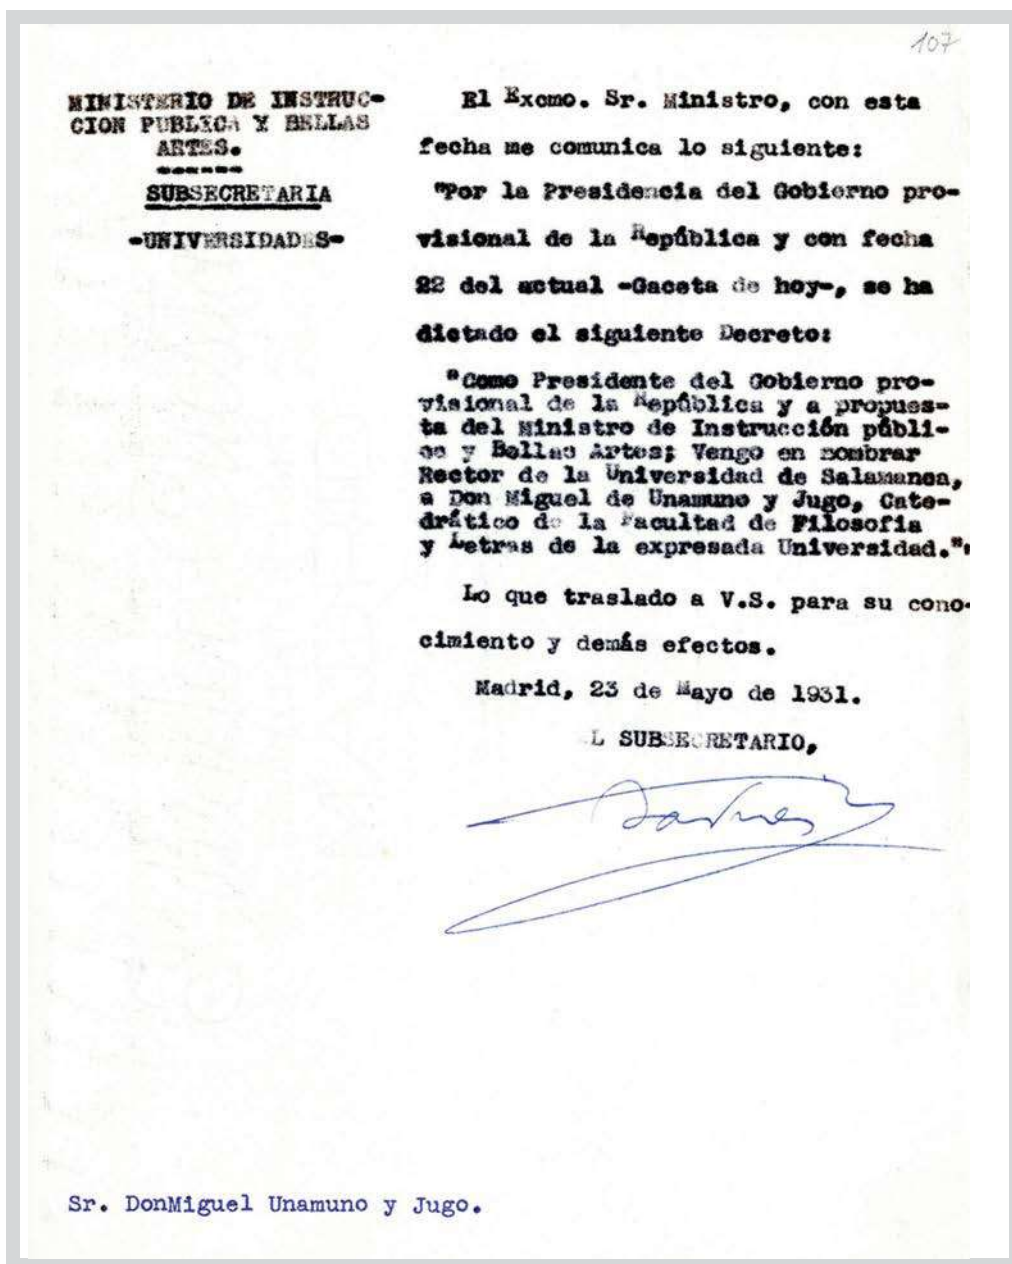 107
MINISTERIO DE INSTRUC-
CION PUBLICA Y BELLAS
ARTES.
------
SUBSECRETARIA
-UNIVERSIDADES-
El Excmo. Sr. Ministro, con esta
fecha me comunica lo siguiente:
"Por la Presidencia del Gobierno pro-
visional de la República y con fecha
22 del actual -Gaceta de hoy-, se ha
dictado el siguiente Decreto:
"Como Presidente del Gobierno pro-
visional de la República y a propues-
ta del Ministro de Instrucción públi-
ca y Bellas Artes; Vengo en nombrar
Rector de la Universidad de Salamanca,
a Don Miguel de Unamuno y Jugo, Cate-
drático de la Facultad de Filosofia
y Letras de la expresada Universidad.".
Lo que traslado a V.S. para su cono-
cimiento y demás efectos.
Madrid, 23 de Mayo de 1931.
L SUBSECRETARIO,
Sr. DonMiguel Unamuno y Jugo.